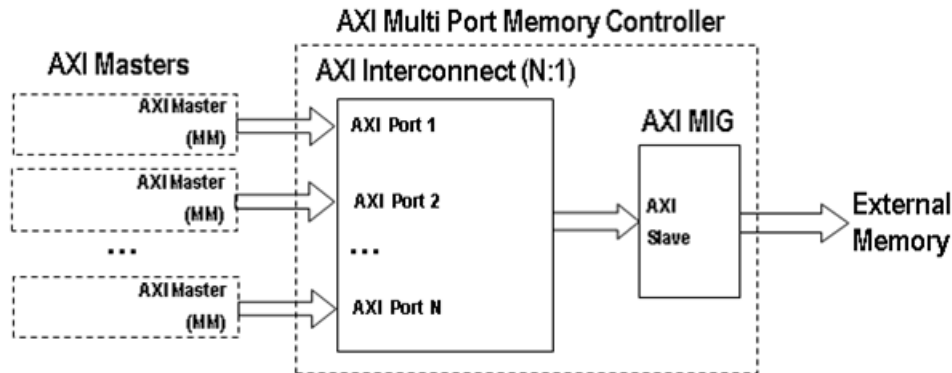 AXI Multi Port Memory Controller
AXI Masters
AXI Interconnect (N:1)
AXI Master
(MM)
AXI Port 1
AXI MIG
AXI Master
(MM)
AXI Port 2
AXI
Slave
External
Memory
...
...
AXI Master
(MM)
AXI Port N